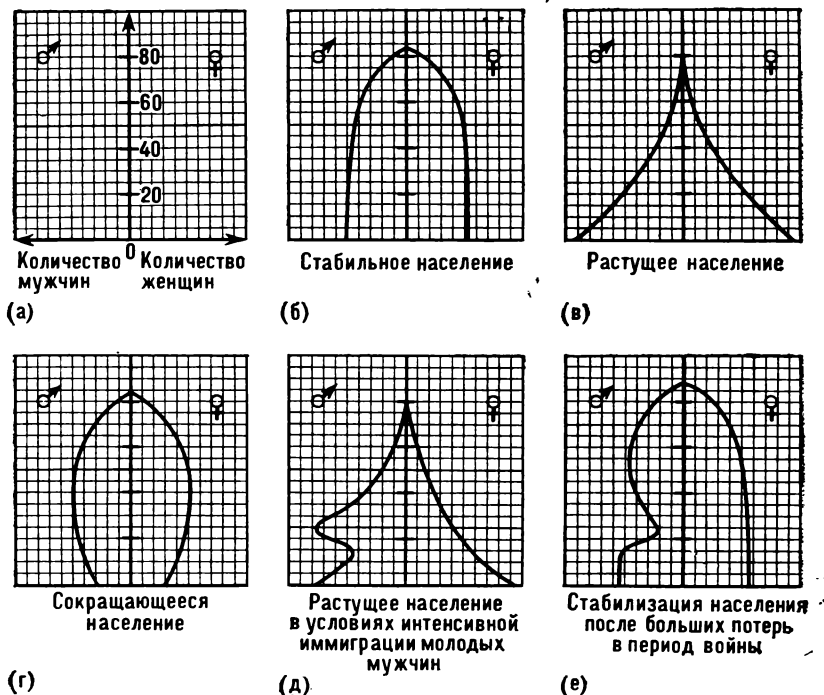 ♂ ♀
80
60
40
20
0
Количество мужчин
Количество женщин
(а)
♂ ♀
Стабильное население
(б)
♂ ♀
Растущее население
(в)
♂ ♀
Сокращающееся
население
(г)
♂ ♀
Растущее население
в условиях интенсивной
иммиграции молодых
мужчин
(д)
♂ ♀
Стабилизация населения
после больших потерь
в период войны
(е)